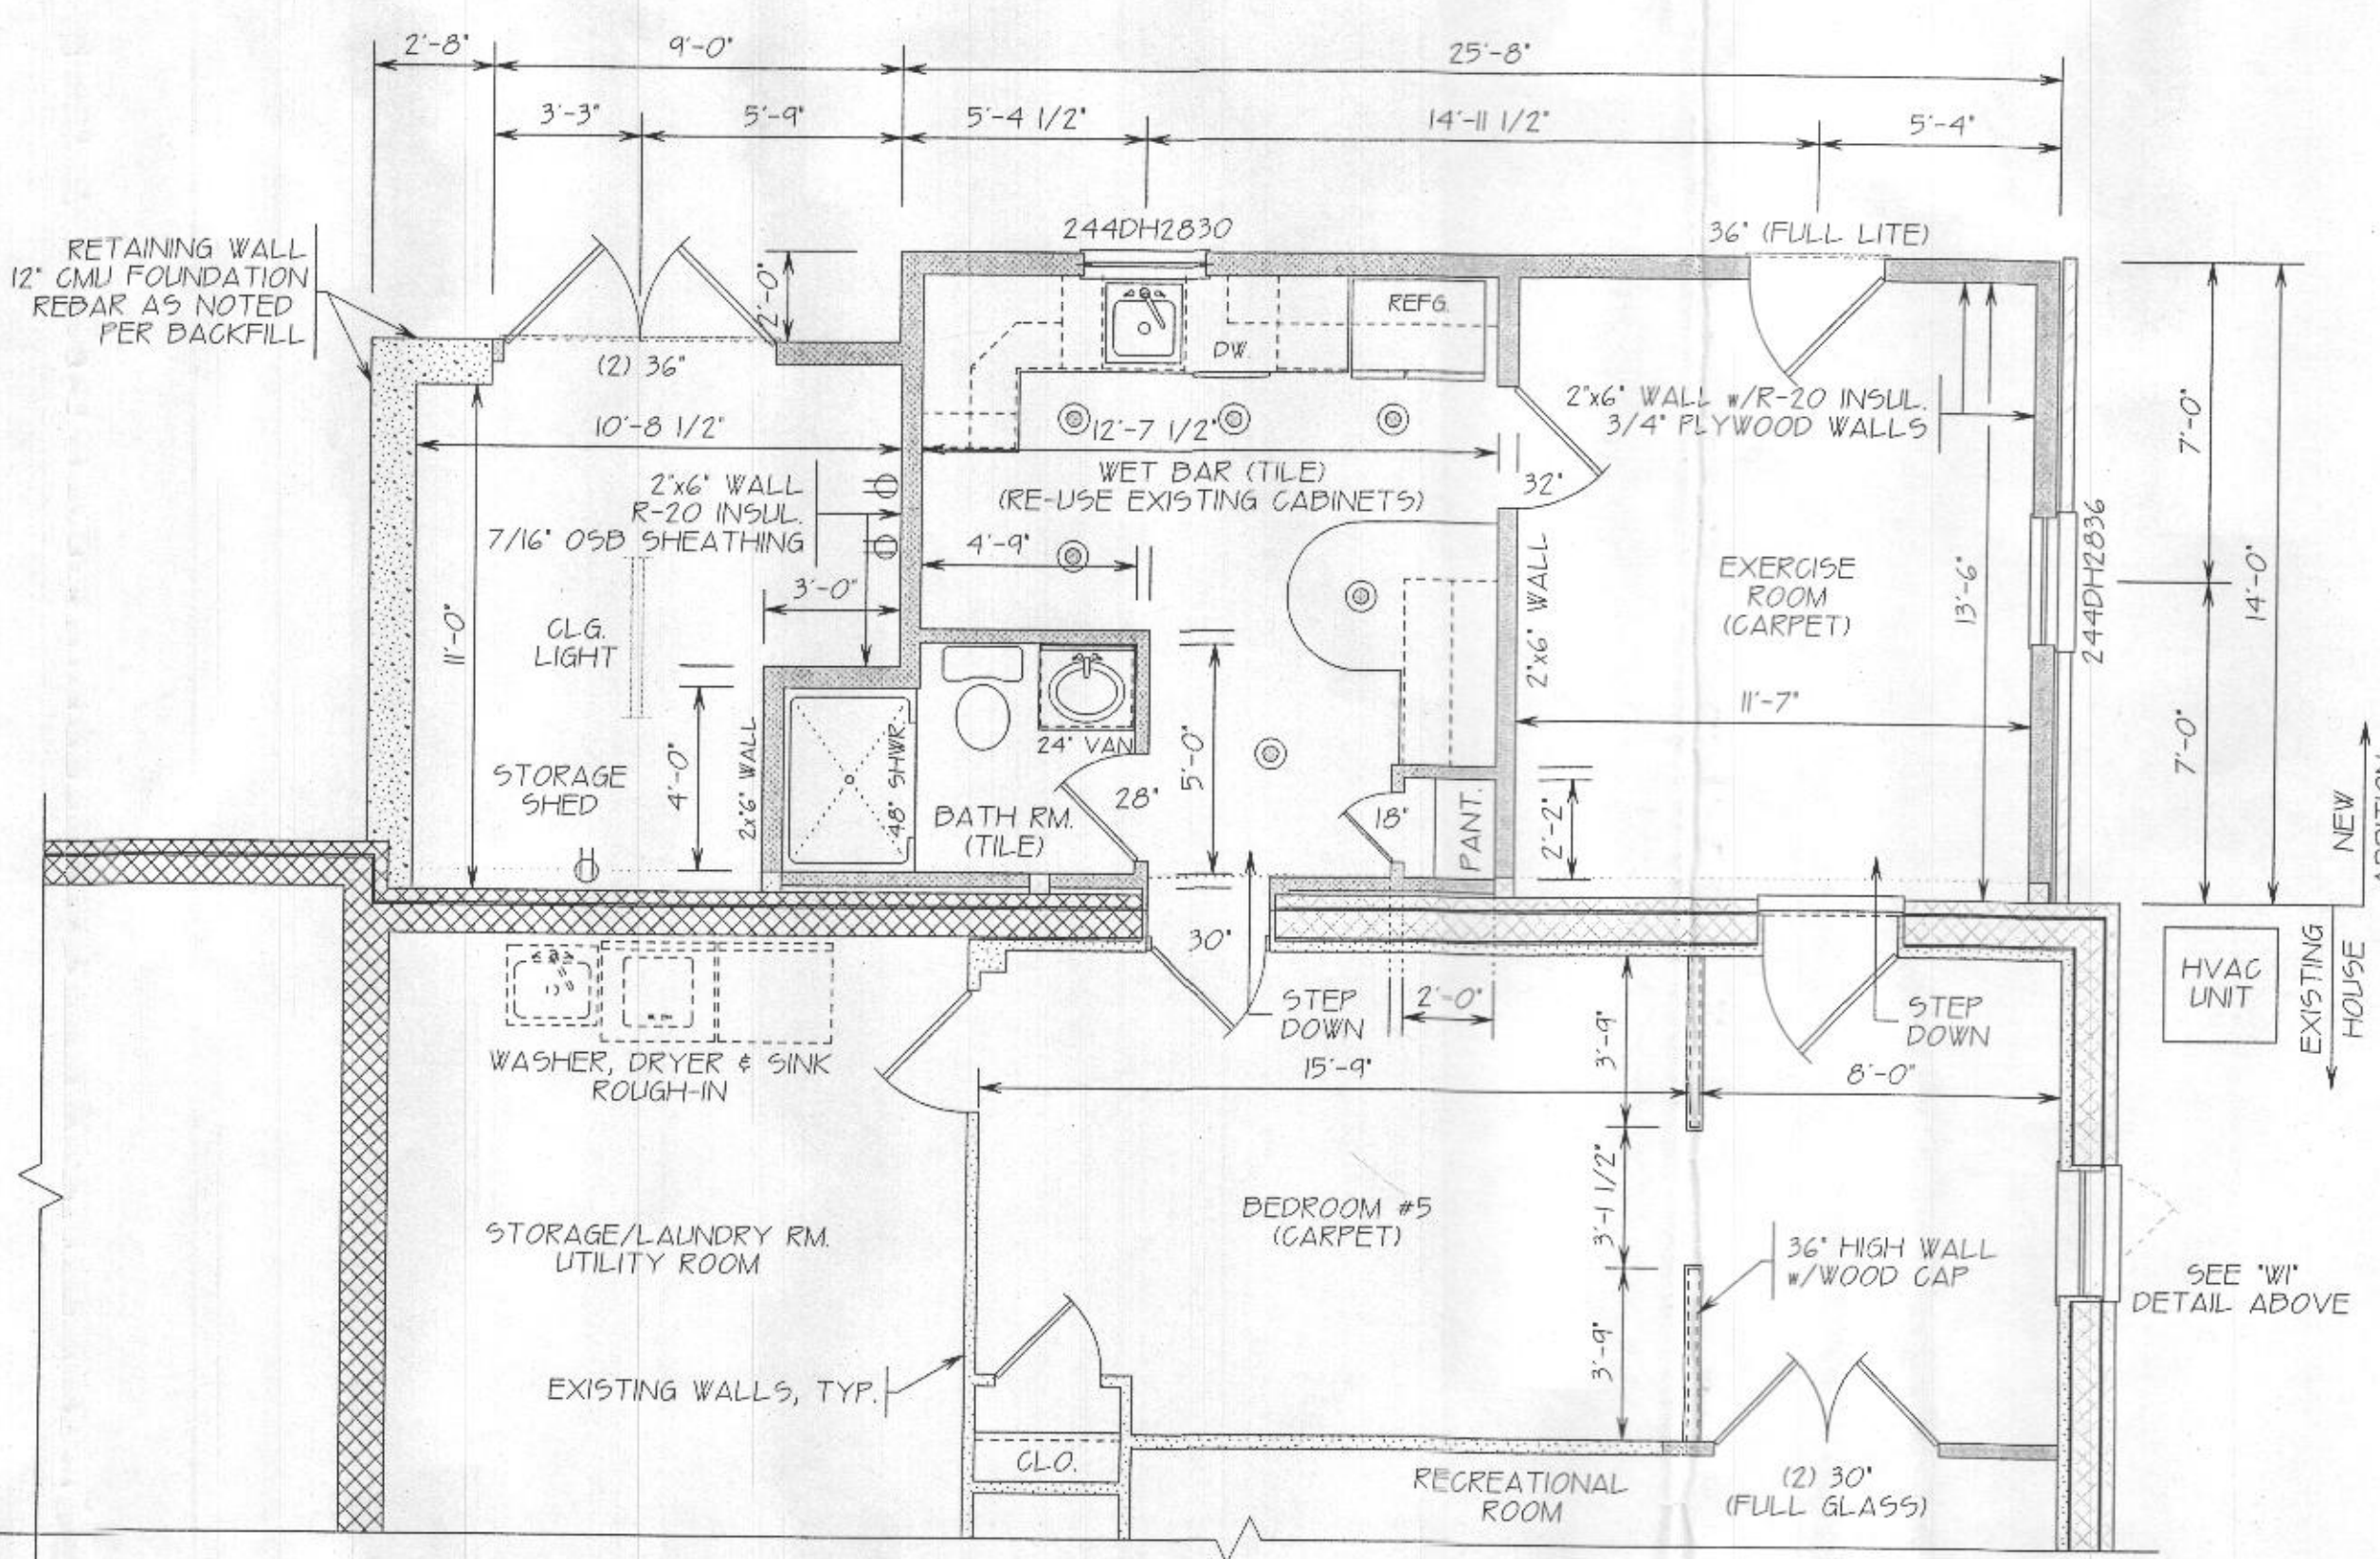 2'-8"
9'-0"
25'-8"
3'-3"
5'-9"
5'-4 1/2"
14'-11 1/2"
5'-4"
RETAINING WALL
12" CMU FOUNDATION
REBAR AS NOTED
PER BACKFILL
2'-0"
244DH2830
36" (FULL LITE)
(2) 36"
REFG.
DW.
10'-8 1/2"
12'-7 1/2"
WET BAR (TILE)
(RE-USE EXISTING CABINETS)
2"x6" WALL w/R-20 INSUL.
3/4" PLYWOOD WALLS
7'-0"
14'-0"
2"x6" WALL
R-20 INSUL.
7/16" OSB SHEATHING
32"
4'-9"
3'-0"
2"x6" WALL
EXERCISE
ROOM
(CARPET)
13'-6"
244DH2836
11'-0"
CLG.
LIGHT
11'-7"
7'-0"
STORAGE
SHED
4'-0"
2x6" WALL
48" SHWR.
24" VAN
BATH RM.
(TILE)
28"
5'-0"
18"
PANT.
2'-2"
NEW
30"
STEP
DOWN
2'-0"
STEP
DOWN
HVAC
UNIT
EXISTING
HOUSE
WASHER, DRYER & SINK
ROUGH-IN
15'-9"
3'-9"
8'-0"
3'-1 1/2"
BEDROOM #5
(CARPET)
STORAGE/LAUNDRY RM.
UTILITY ROOM
36" HIGH WALL
w/WOOD CAP
SEE "W1"
DETAIL ABOVE
3'-9"
EXISTING WALLS, TYP.
CLO.
RECREATIONAL
ROOM
(2) 30"
(FULL GLASS)